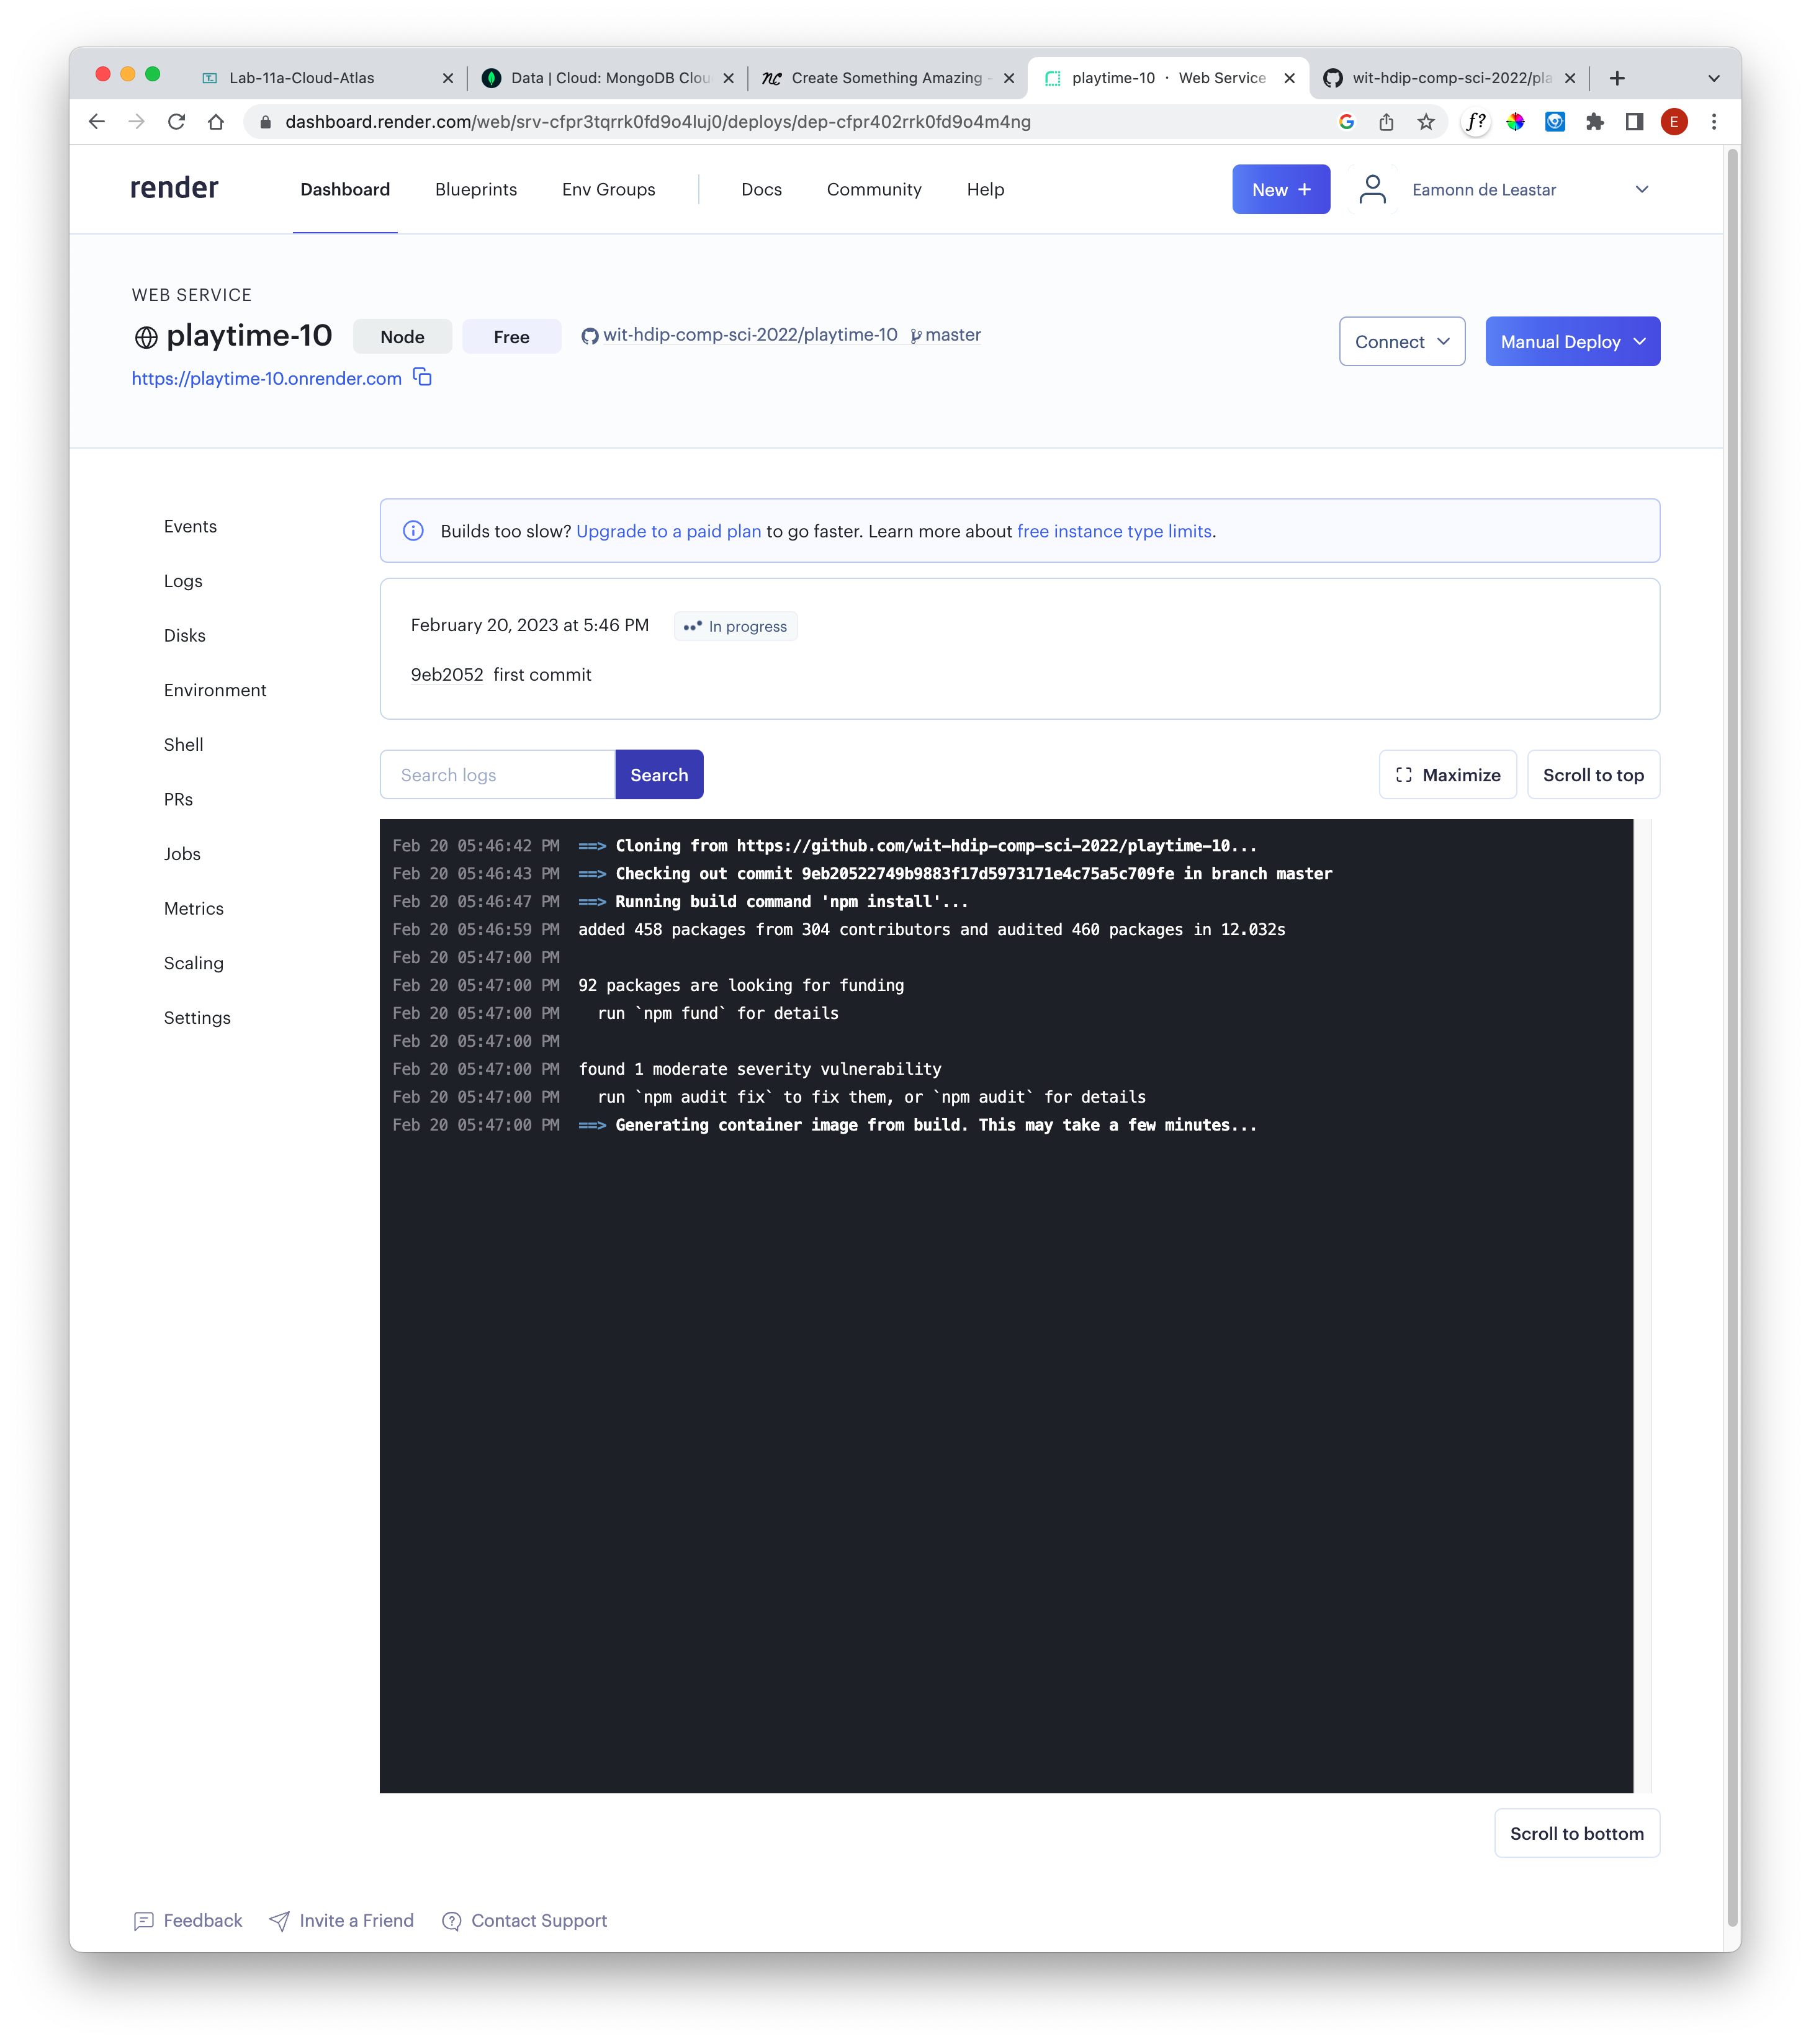 Lab-11a-Cloud-Atlas
Data | Cloud: MongoDB Clou
Create Something Amazing -
playtime-10 · Web Service
wit-hdip-comp-sci-2022/pla
dashboard.render.com/web/srv-cfpr3tqrrk0fd9o4luj0/deploys/dep-cfpr402rrk0fd9o4m4ng
f?
E
render
Dashboard
Blueprints
Env Groups
Docs
Community
Help
New +
Eamonn de Leastar
WEB SERVICE
playtime-10
Node
Free
wit-hdip-comp-sci-2022/playtime-10
master
Connect
Manual Deploy
https://playtime-10.onrender.com
Events
Logs
Disks
Environment
Shell
PRs
Jobs
Metrics
Scaling
Settings
Builds too slow? Upgrade to a paid plan to go faster. Learn more about free instance type limits.
February 20, 2023 at 5:46 PM
In progress
9eb2052 first commit
Search logs
Search
Maximize
Scroll to top
Feb 20 05:46:42 PM ==> Cloning from https://github.com/wit-hdip-comp-sci-2022/playtime-10...
Feb 20 05:46:43 PM ==> Checking out commit 9eb20522749b9883f17d5973171e4c75a5c709fe in branch master
Feb 20 05:46:47 PM ==> Running build command 'npm install'...
Feb 20 05:46:59 PM added 458 packages from 304 contributors and audited 460 packages in 12.032s
Feb 20 05:47:00 PM
Feb 20 05:47:00 PM 92 packages are looking for funding
Feb 20 05:47:00 PM run `npm fund` for details
Feb 20 05:47:00 PM
Feb 20 05:47:00 PM found 1 moderate severity vulnerability
Feb 20 05:47:00 PM run `npm audit fix` to fix them, or `npm audit` for details
Feb 20 05:47:00 PM ==> Generating container image from build. This may take a few minutes...
Scroll to bottom
Feedback
Invite a Friend
Contact Support